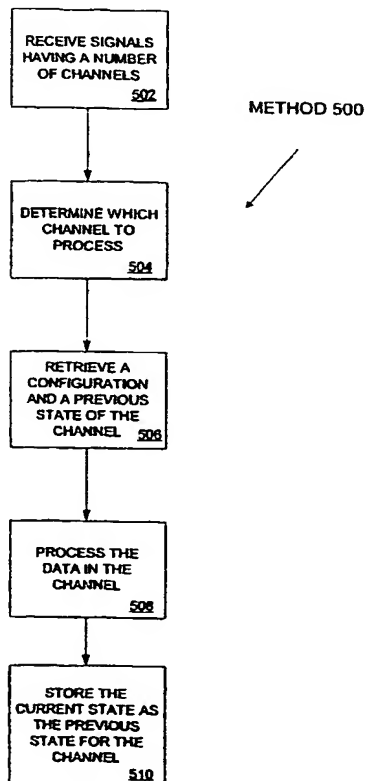 RECEIVE SIGNALS
HAVING A NUMBER
OF CHANNELS
502
METHOD 500
DETERMINE WHICH
CHANNEL TO
PROCESS
504
RETRIEVE A
CONFIGURATION
AND A PREVIOUS
STATE OF THE
CHANNEL
506
PROCESS THE
DATA IN THE
CHANNEL
508
STORE THE
CURRENT STATE AS
THE PREVIOUS
STATE FOR THE
CHANNEL
510